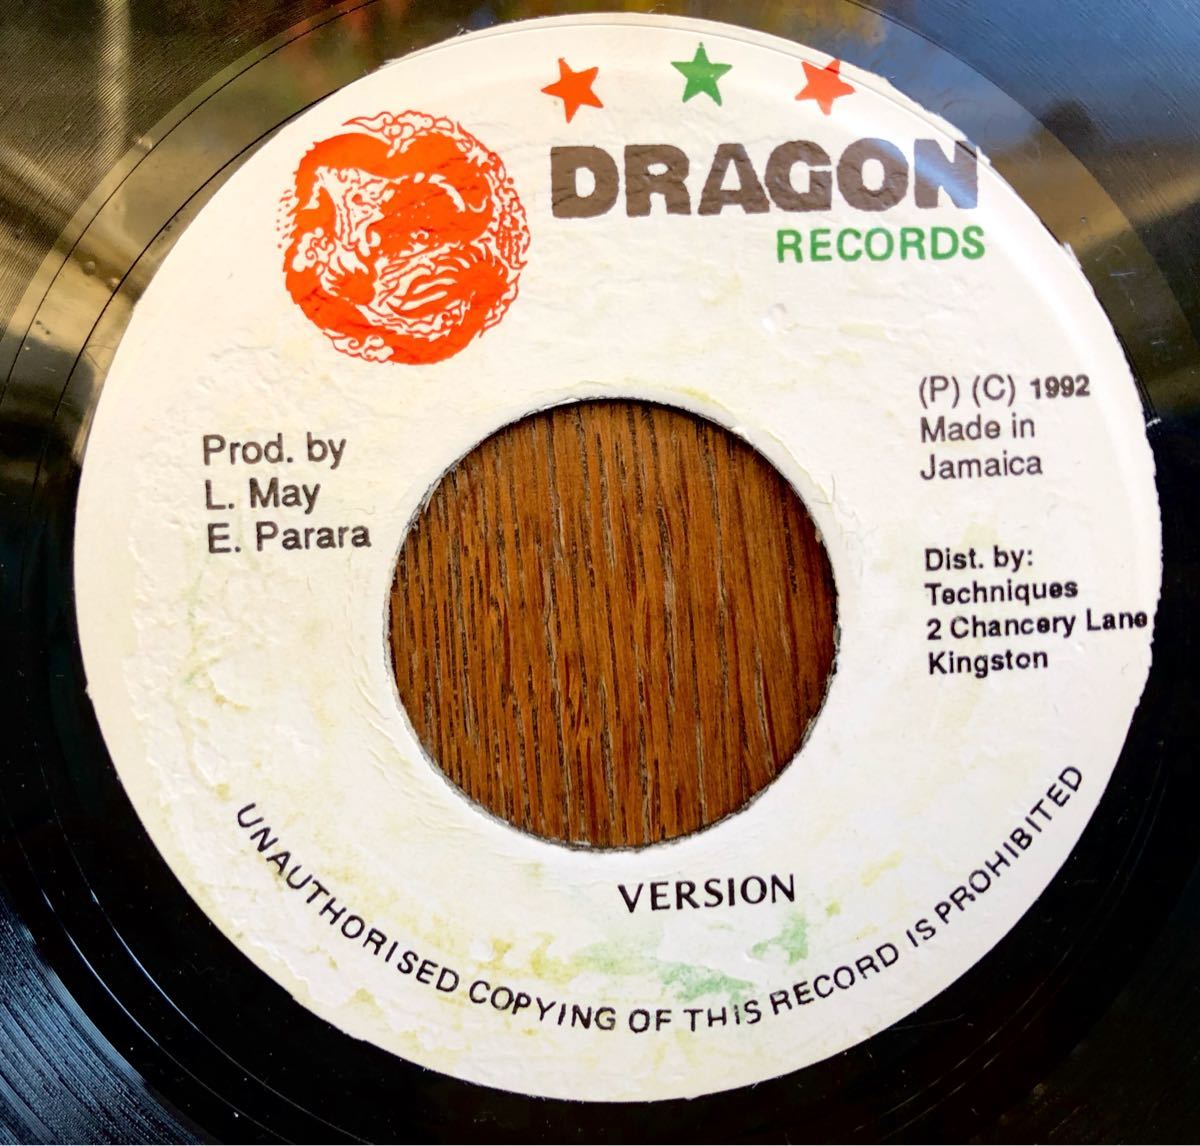 DRAGON
RECORDS
(P) (C) 1992
Made in
Jamaica
Prod. by
L. May
E. Parara
Dist. by:
Techniques
2 Chancery Lane
Kingston
VERSION
UNAUTHORISED COPYING OF THIS RECORD IS PROHIBITED